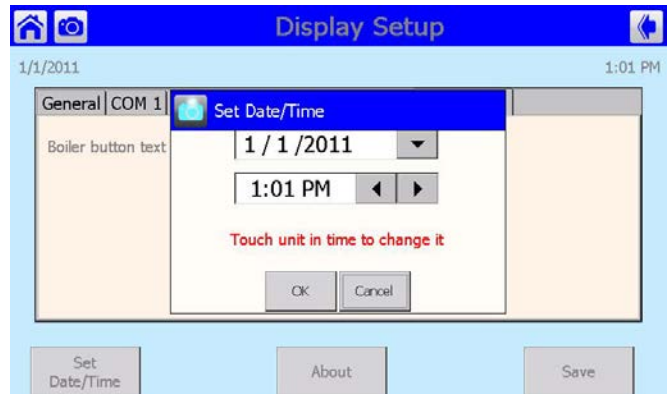 Display Setup
1/1/2011 1:01 PM
General COM 1
Set Date/Time
Boiler button text
1 / 1 /2011
1:01 PM
Touch unit in time to change it
OK Cancel
Set
Date/Time
About
Save